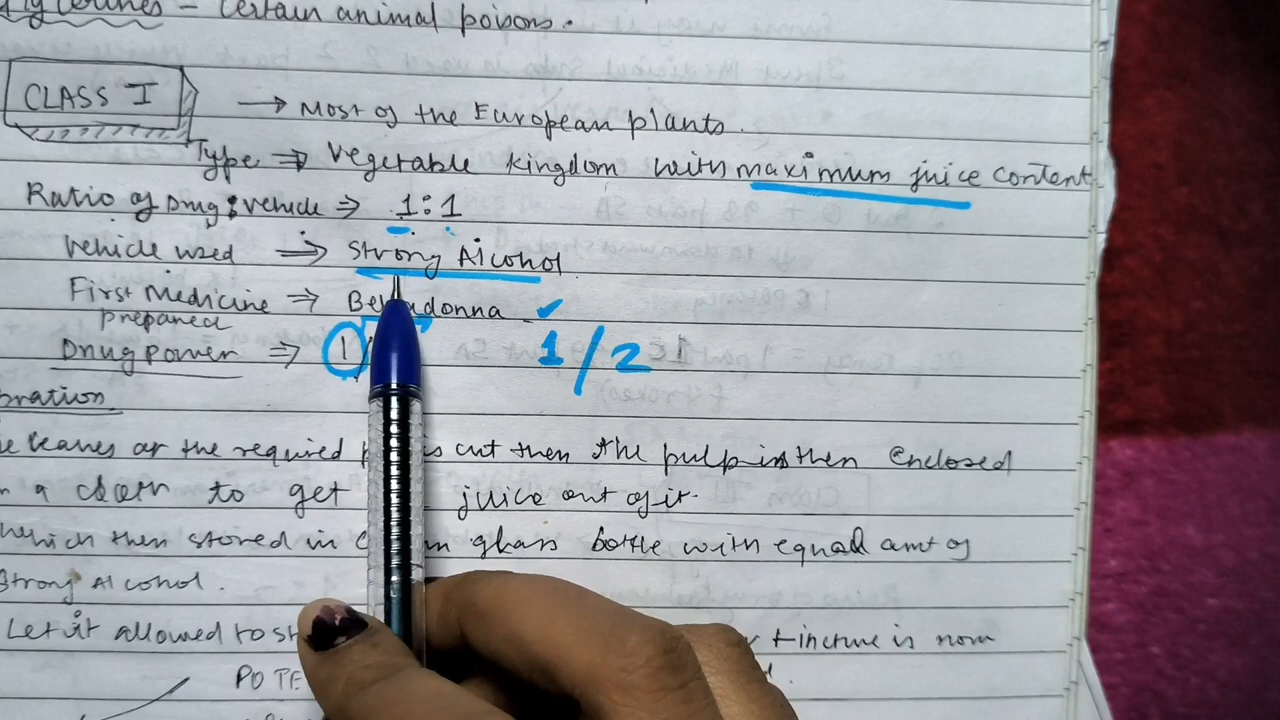 - Certain animal poisons.
CLASS I → Most of the European plants.
Type ⇒ Vegetable kingdom with maximum juice content
Ratio of Drug : Vehicle ⇒ 1:1
Vehicle used ⇒ Strong Alcohol.
First Medicine ⇒ Belladonna ✓
prepared
Drug power ⇒ 1/ 1/2
leaves or the required is cut then the pulp is then enclosed
a cloth to get juice out of it.
which then stored in glass bottle with equal amt of
Strong Alcohol.
Let it allowed to tincture is now
POTE